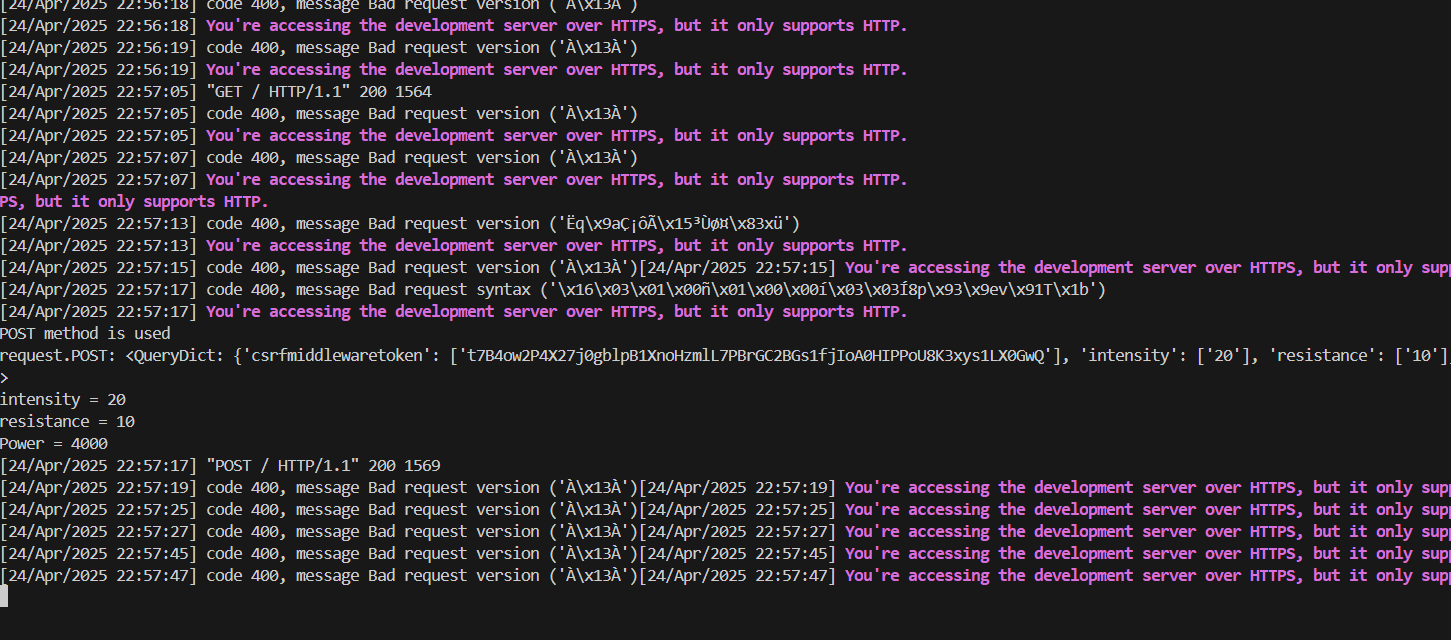 [24/Apr/2025 22:56:18] code 400, message Bad request version ('À\x13À')
[24/Apr/2025 22:56:18] You're accessing the development server over HTTPS, but it only supports HTTP.
[24/Apr/2025 22:56:19] code 400, message Bad request version ('À\x13À')
[24/Apr/2025 22:56:19] You're accessing the development server over HTTPS, but it only supports HTTP.
[24/Apr/2025 22:57:05] "GET / HTTP/1.1" 200 1564
[24/Apr/2025 22:57:05] code 400, message Bad request version ('À\x13À')
[24/Apr/2025 22:57:05] You're accessing the development server over HTTPS, but it only supports HTTP.
[24/Apr/2025 22:57:07] code 400, message Bad request version ('À\x13À')
[24/Apr/2025 22:57:07] You're accessing the development server over HTTPS, but it only supports HTTP.
PS, but it only supports HTTP.
[24/Apr/2025 22:57:13] code 400, message Bad request version ('Ëq\x9aÇ¡ôÃ\x15³Ùø¤\x83xü')
[24/Apr/2025 22:57:13] You're accessing the development server over HTTPS, but it only supports HTTP.
[24/Apr/2025 22:57:15] code 400, message Bad request version ('À\x13À')[24/Apr/2025 22:57:15] You're accessing the development server over HTTPS, but it only supp
[24/Apr/2025 22:57:17] code 400, message Bad request syntax ('\x16\x03\x01\x00ñ\x01\x00\x00í\x03\x03Í8p\x93\x9ev\x91T\x1b')
[24/Apr/2025 22:57:17] You're accessing the development server over HTTPS, but it only supports HTTP.
POST method is used
request.POST: <QueryDict: {'csrfmiddlewaretoken': ['t7B4ow2P4X27j0gblpB1XnoHzmlL7PBrGC2BGs1fjIoA0HIPPoU8K3xys1LX0GwQ'], 'intensity': ['20'], 'resistance': ['10'],
>
intensity = 20
resistance = 10
Power = 4000
[24/Apr/2025 22:57:17] "POST / HTTP/1.1" 200 1569
[24/Apr/2025 22:57:19] code 400, message Bad request version ('À\x13À')[24/Apr/2025 22:57:19] You're accessing the development server over HTTPS, but it only supp
[24/Apr/2025 22:57:25] code 400, message Bad request version ('À\x13À')[24/Apr/2025 22:57:25] You're accessing the development server over HTTPS, but it only supp
[24/Apr/2025 22:57:27] code 400, message Bad request version ('À\x13À')[24/Apr/2025 22:57:27] You're accessing the development server over HTTPS, but it only supp
[24/Apr/2025 22:57:45] code 400, message Bad request version ('À\x13À')[24/Apr/2025 22:57:45] You're accessing the development server over HTTPS, but it only supp
[24/Apr/2025 22:57:47] code 400, message Bad request version ('À\x13À')[24/Apr/2025 22:57:47] You're accessing the development server over HTTPS, but it only supp